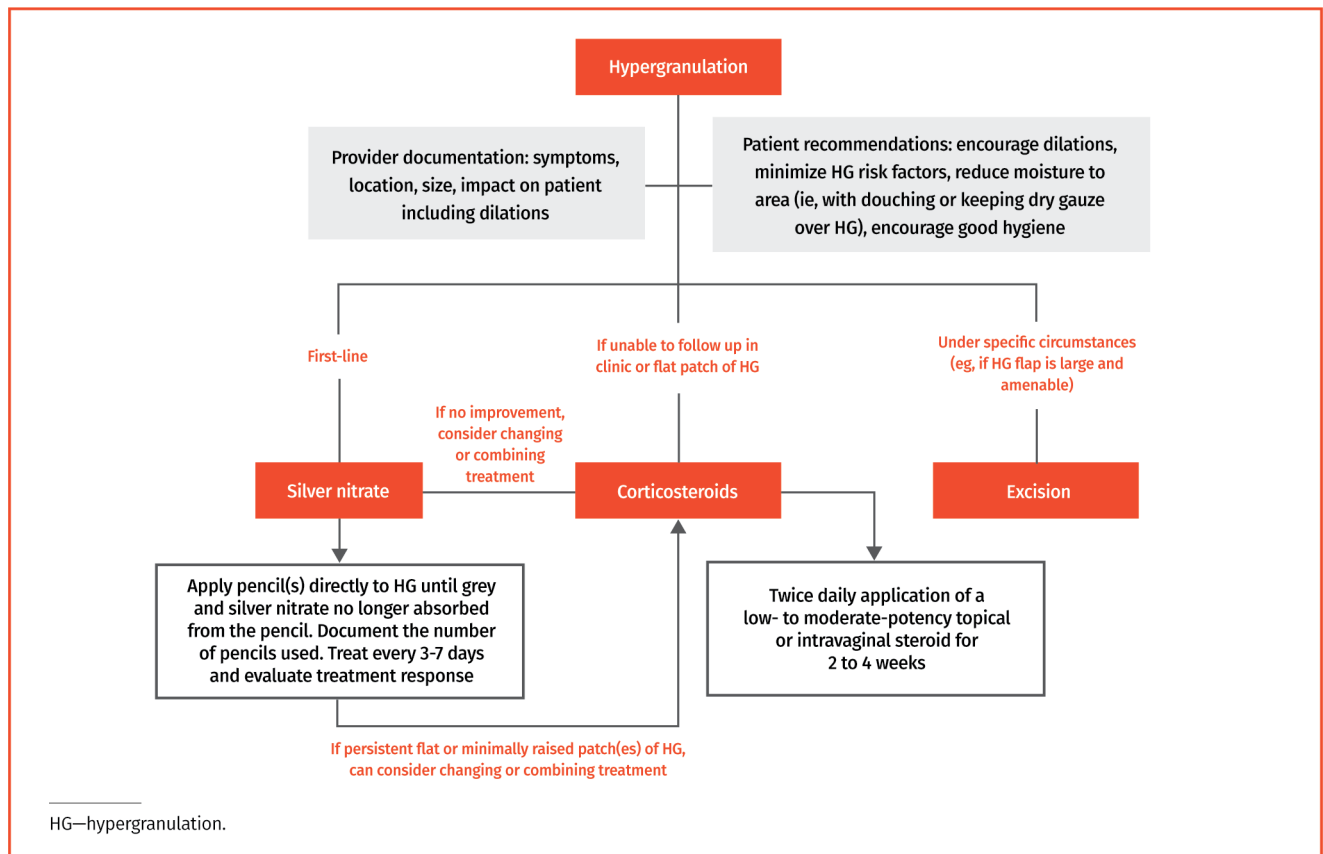 Hypergranulation
Provider documentation: symptoms,
location, size, impact on patient
including dilations
Patient recommendations: encourage dilations,
minimize HG risk factors, reduce moisture to
area (ie, with douching or keeping dry gauze
over HG), encourage good hygiene
First-line
If unable to follow up in
clinic or flat patch of HG
Under specific circumstances
(eg, if HG flap is large and
amenable)
If no improvement,
consider changing
or combining
treatment
Silver nitrate
Corticosteroids
Excision
Apply pencil(s) directly to HG until grey
and silver nitrate no longer absorbed
from the pencil. Document the number
of pencils used. Treat every 3-7 days
and evaluate treatment response
Twice daily application of a
low- to moderate-potency topical
or intravaginal steroid for
2 to 4 weeks
If persistent flat or minimally raised patch(es) of HG,
can consider changing or combining treatment
HG—hypergranulation.